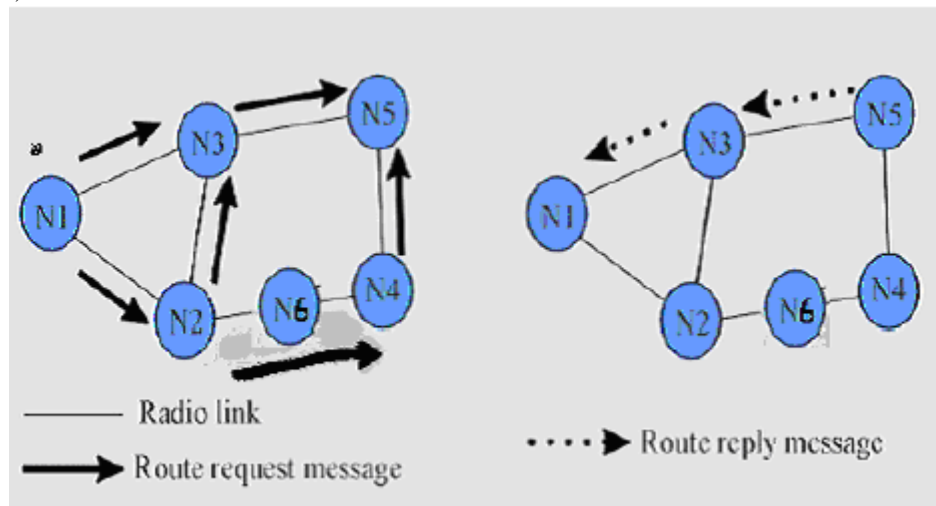 N3
N5
N1
N2
N6
N4
Radio link
Route request message
N3
N5
N1
N2
N6
N4
Route reply message